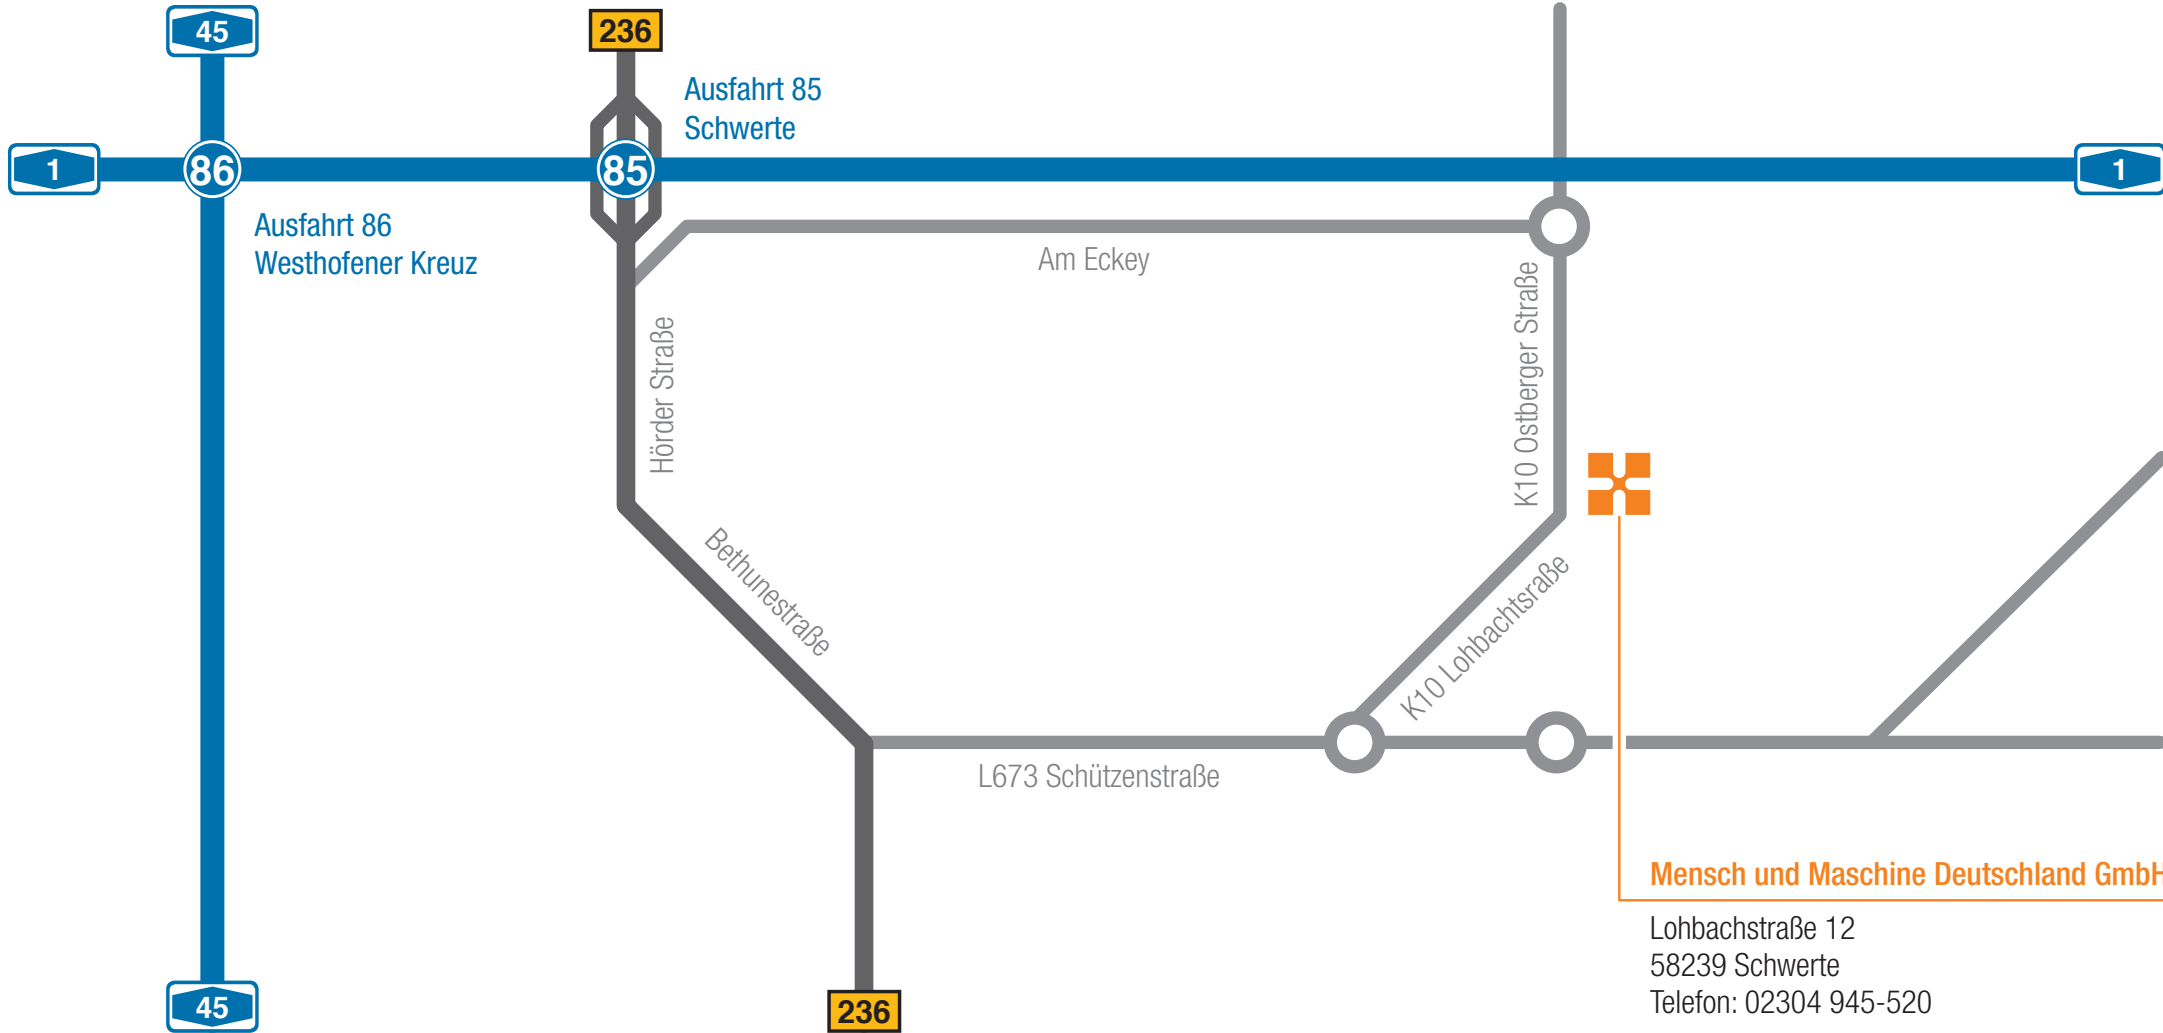 45
236
Ausfahrt 85
Schwerte
1
86
85
1
Ausfahrt 86
Westhofener Kreuz
Am Eckey
Hörder Straße
K10 Ostberger Straße
Bethunestraße
K10 Lohbachtsraße
L673 Schützenstraße
Mensch und Maschine Deutschland GmbH
Lohbachstraße 12
58239 Schwerte
Telefon: 02304 945-520
45
236